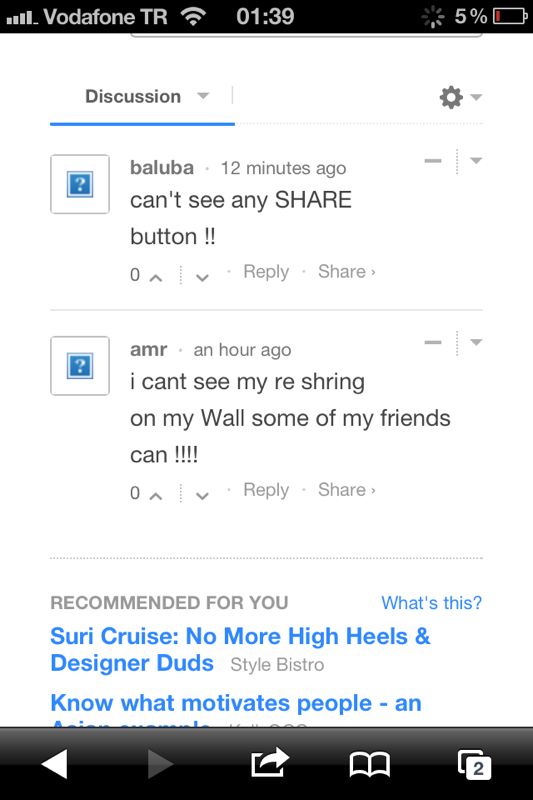 Vodafone TR 01:39 5%
Discussion
baluba · 12 minutes ago
can't see any SHARE
button !!
0 · Reply · Share ›
amr · an hour ago
i cant see my re shring
on my Wall some of my friends
can !!!!
0 · Reply · Share ›
RECOMMENDED FOR YOU What's this?
Suri Cruise: No More High Heels &
Designer Duds Style Bistro
Know what motivates people - an
Asian example
2